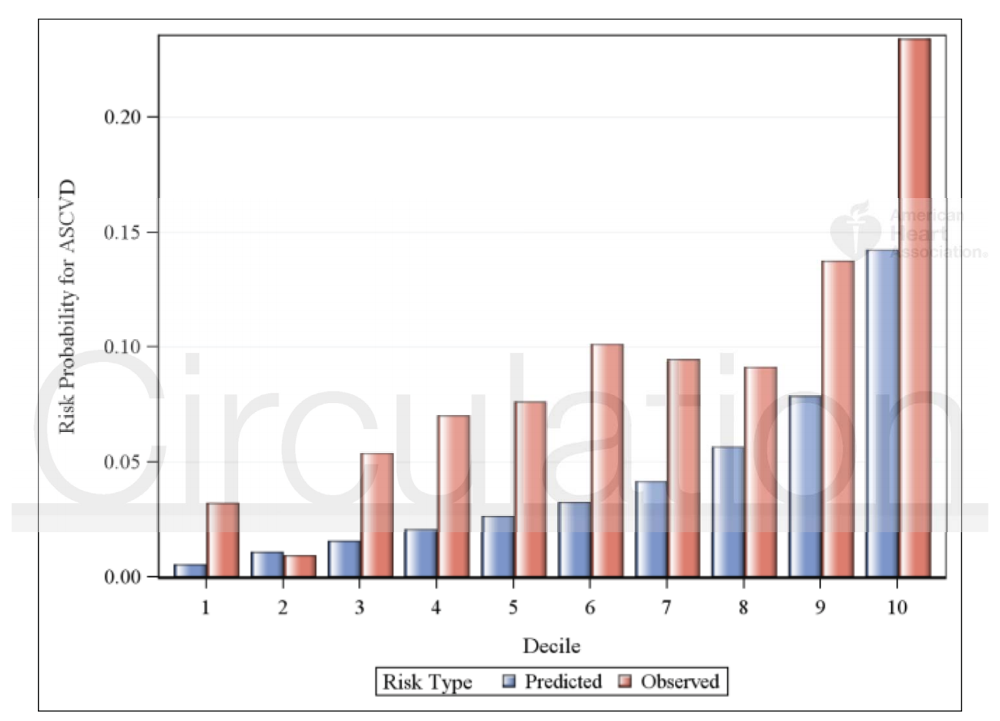 0.20
0.15
0.10
0.05
0.00
Risk Probability for ASCVD
American
Heart
Association®
Circulation
1 2 3 4 5 6 7 8 9 10
Decile
Risk Type Predicted Observed